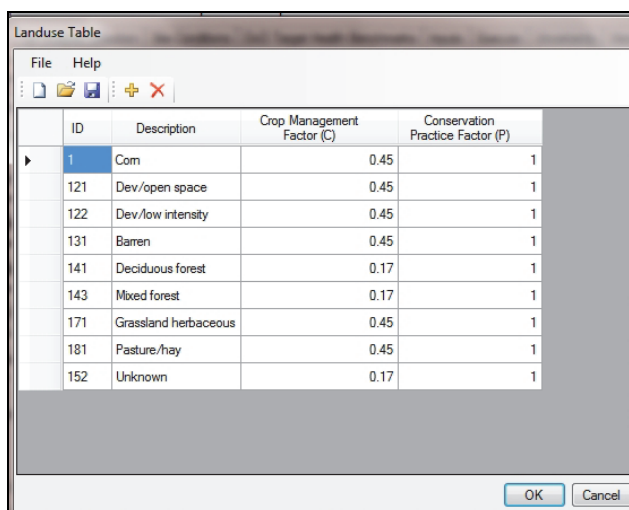 Landuse Table
File Help
ID Description Crop Management Factor (C) Conservation Practice Factor (P)
1 Corn 0.45 1
121 Dev/open space 0.45 1
122 Dev/low intensity 0.45 1
131 Barren 0.45 1
141 Deciduous forest 0.17 1
143 Mixed forest 0.17 1
171 Grassland herbaceous 0.45 1
181 Pasture/hay 0.45 1
152 Unknown 0.17 1
OK Cancel